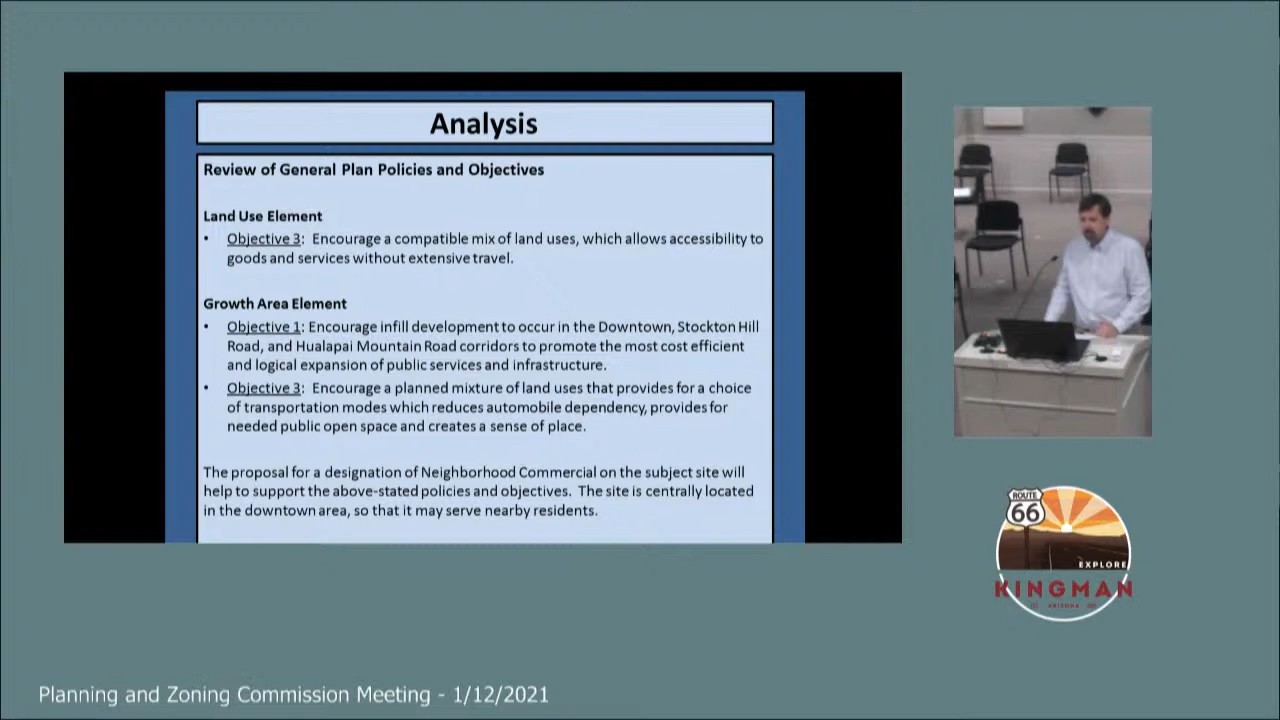 Analysis
Review of General Plan Policies and Objectives
Land Use Element
• Objective 3: Encourage a compatible mix of land uses, which allows accessibility to
goods and services without extensive travel.
Growth Area Element
• Objective 1: Encourage infill development to occur in the Downtown, Stockton Hill
Road, and Hualapai Mountain Road corridors to promote the most cost efficient
and logical expansion of public services and infrastructure.
• Objective 3: Encourage a planned mixture of land uses that provides for a choice
of transportation modes which reduces automobile dependency, provides for
needed public open space and creates a sense of place.
The proposal for a designation of Neighborhood Commercial on the subject site will
help to support the above-stated policies and objectives. The site is centrally located
in the downtown area, so that it may serve nearby residents.
ROUTE
66
EXPLORE
KINGMAN
ARIZONA
Planning and Zoning Commission Meeting - 1/12/2021